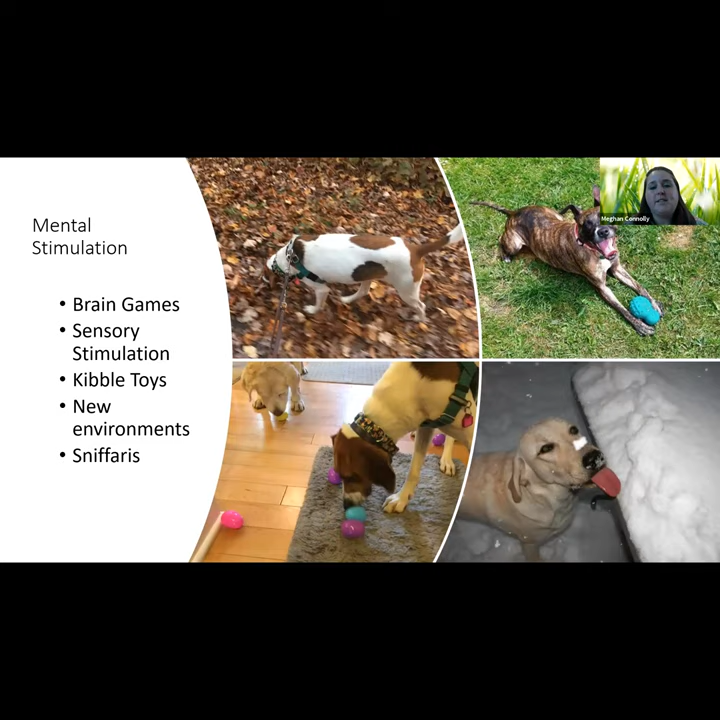 Mental
Stimulation
• Brain Games
• Sensory
Stimulation
• Kibble Toys
• New
environments
• Sniffaris
Meghan Connolly